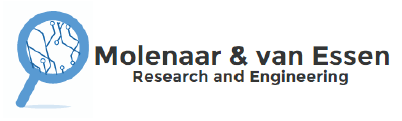 Molenaar & van Essen
Research and Engineering